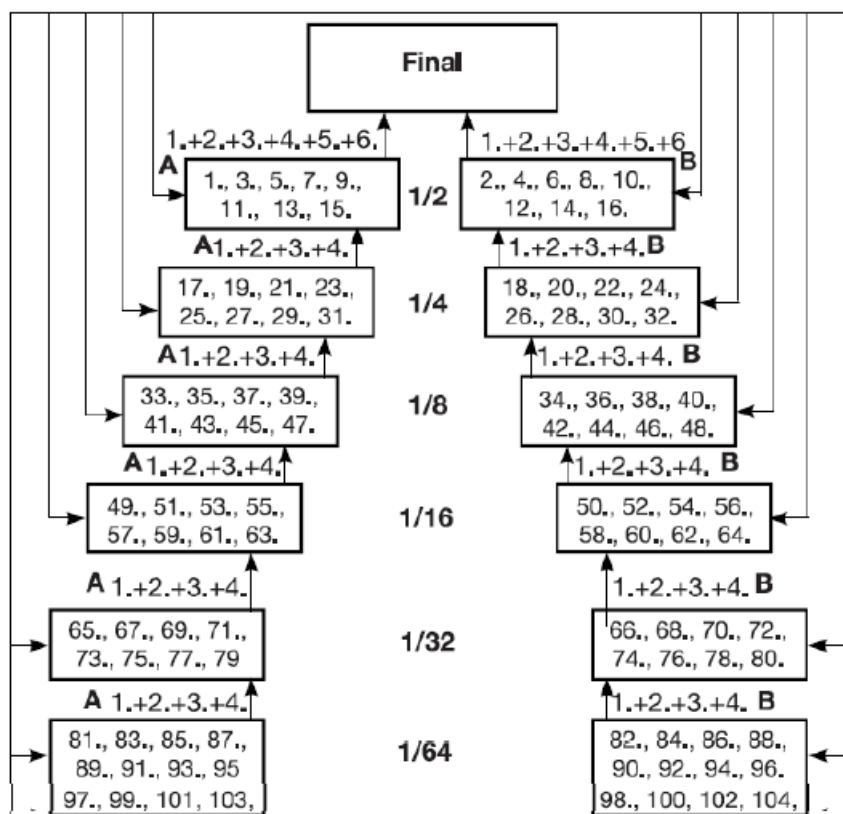 Final
1.+2.+3.+4.+5.+6.
1.+2.+3.+4.+5.+6
A
B
1., 3., 5., 7., 9.,
11., 13., 15.
1/2
2., 4., 6., 8., 10.,
12., 14., 16.
A 1.+2.+3.+4.
1.+2.+3.+4. B
17., 19., 21., 23.,
25., 27., 29., 31.
1/4
18., 20., 22., 24.,
26., 28., 30., 32.
A 1.+2.+3.+4.
1.+2.+3.+4. B
33., 35., 37., 39.,
41., 43., 45., 47.
1/8
34., 36., 38., 40.,
42., 44., 46., 48.
A 1.+2.+3.+4.
1.+2.+3.+4. B
49., 51., 53., 55.,
57., 59., 61., 63.
1/16
50., 52., 54., 56.,
58., 60., 62., 64.
A 1.+2.+3.+4.
1.+2.+3.+4. B
65., 67., 69., 71.,
73., 75., 77., 79
1/32
66., 68., 70., 72.,
74., 76., 78., 80.
A 1.+2.+3.+4.
1.+2.+3.+4. B
81., 83., 85., 87.,
89., 91., 93., 95
97., 99., 101, 103,
1/64
82., 84., 86., 88.,
90., 92., 94., 96.
98., 100, 102, 104,